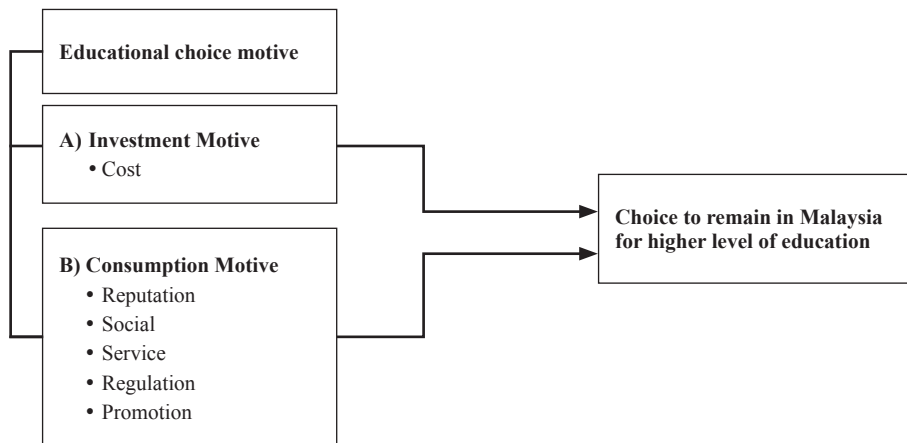 Educational choice motive
A) Investment Motive
• Cost
B) Consumption Motive
• Reputation
• Social
• Service
• Regulation
• Promotion
Choice to remain in Malaysia
for higher level of education